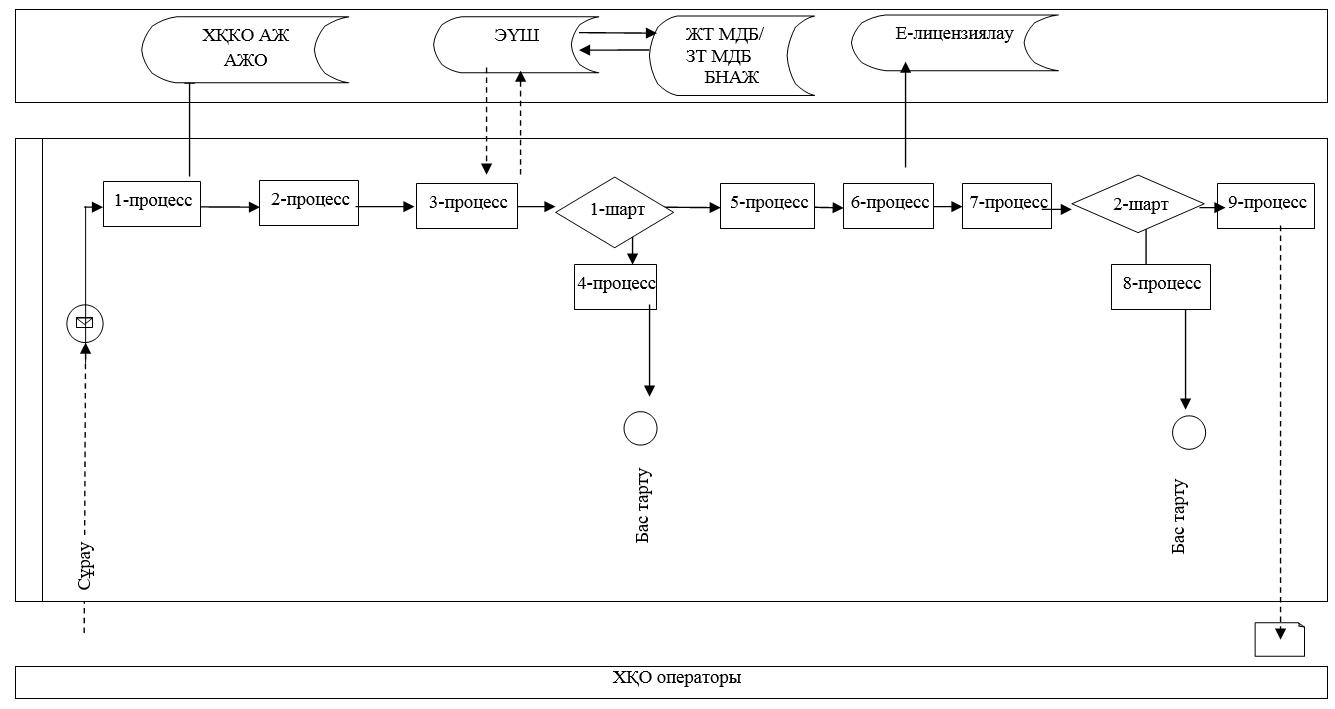 ХҚКО АЖ
АЖО
ЭҮШ
ЖТ МДБ/
ЗТ МДБ
БНАЖ
Е-лицензиялау
1-процесс
2-процесс
3-процесс
1-шарт
5-процесс
6-процесс
7-процесс
2-шарт
9-процесс
4-процесс
8-процесс
Бас тарту
Бас тарту
Сұрау
ХҚО операторы